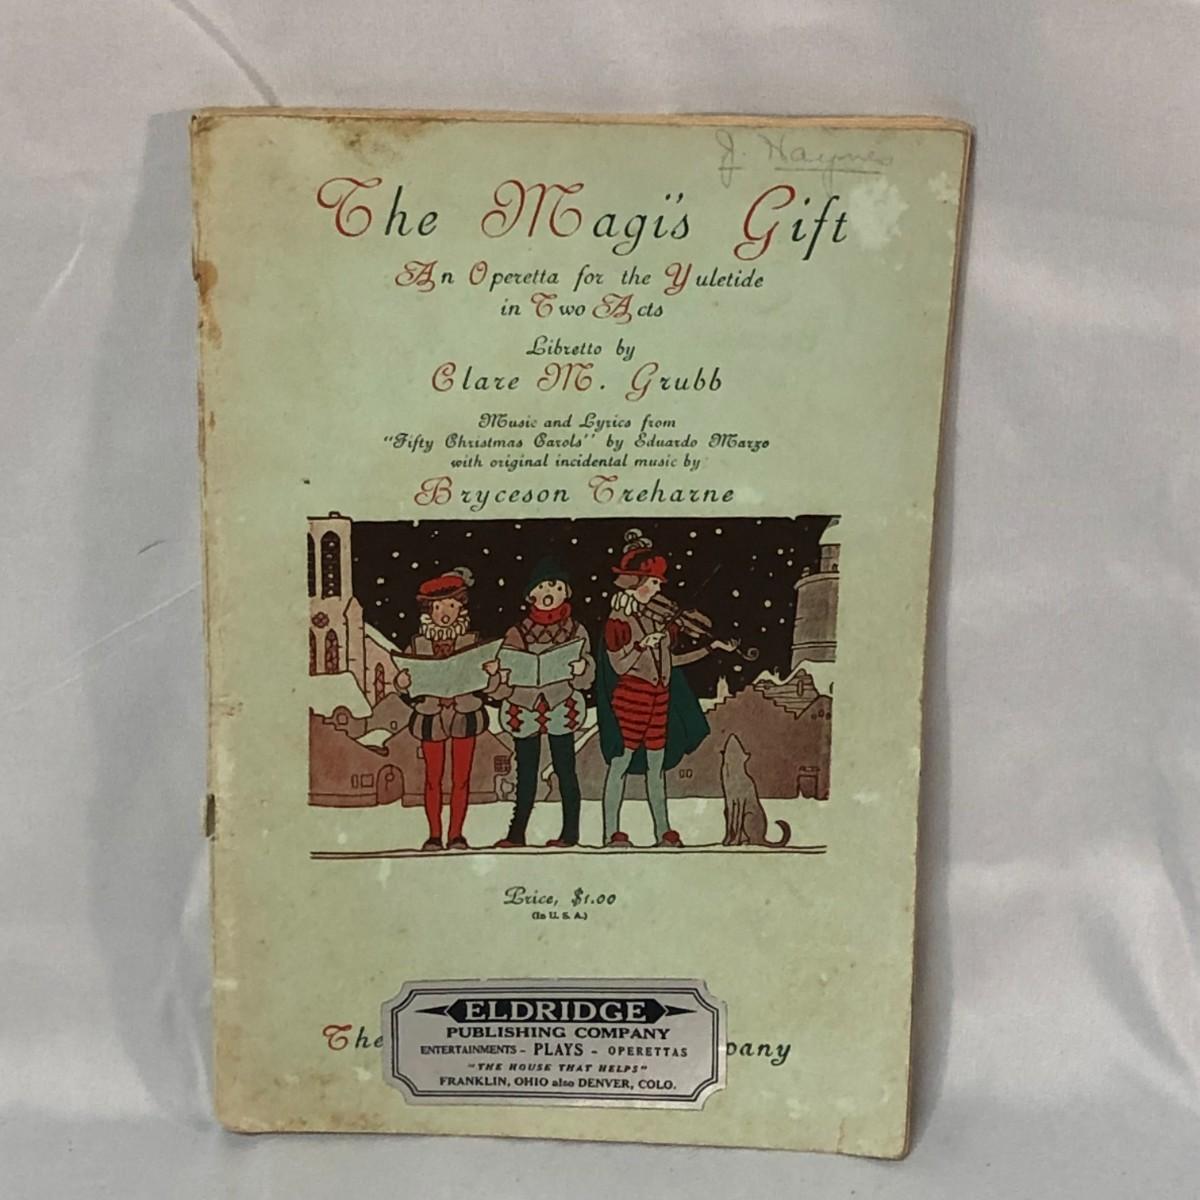 J. Haynes
The Magi's Gift
An Operetta for the Yuletide
in Two Acts
Libretto by
Clare M. Grubb
Music and Lyrics from
"Fifty Christmas Carols" by Eduardo Marzo
with original incidental music by
Bryceson Treharne
Price, $1.00
(In U. S. A.)
ELDRIDGE
PUBLISHING COMPANY
ENTERTAINMENTS - PLAYS - OPERETTAS
"THE HOUSE THAT HELPS"
FRANKLIN, OHIO also DENVER, COLO.
The pany